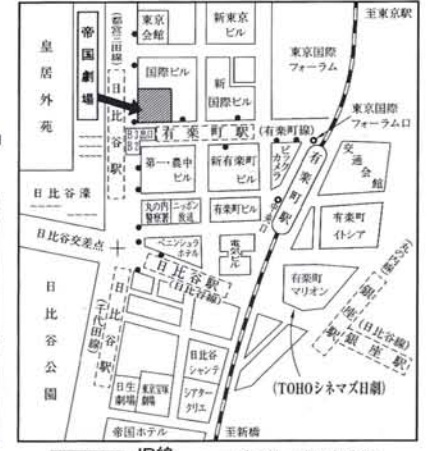 至東京駅
皇居外苑
帝国劇場
(都営三田線)
日比谷駅
東京会館
新東京ビル
国際ビル
新国際ビル
東京国際フォーラム
東京国際フォーラム口
有楽町駅
(有楽町線)
第一・農中ビル
新有楽町ビル
ビックカメラ
有楽町駅
交通会館
日比谷濠
丸の内警察署
ニッポン放送
有楽町ビル
有楽町イトシア
日比谷交差点
ペニンシュラホテル
電気ビル
日比谷駅
(日比谷線)
有楽町マリオン
(丸の内線)
銀座駅
(日比谷線)
銀座駅
日比谷公園
日比谷駅
(千代田線)
日比谷シャンテ
(TOHOシネマズ日劇)
日生劇場
東京宝塚劇場
シアタークリエ
帝国ホテル
至新橋
JR線